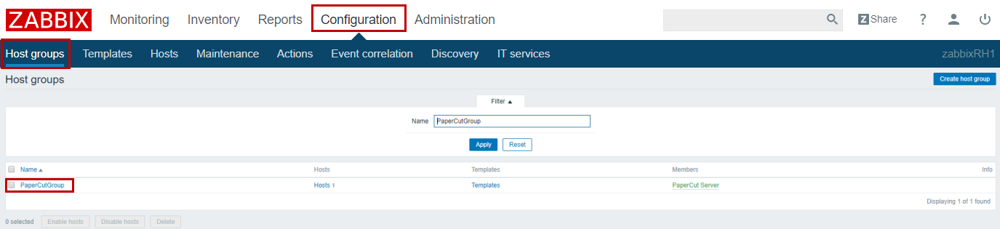 ZABBIX Monitoring Inventory Reports Configuration Administration Z Share ?
Host groups Templates Hosts Maintenance Actions Event correlation Discovery IT services zabbixRH1
Host groups Create host group
Filter ▲
Name PaperCutGroup
Apply Reset
Name ▲ Hosts Templates Members Info
PaperCutGroup Hosts 1 Templates PaperCut Server
Displaying 1 of 1 found
0 selected Enable hosts Disable hosts Delete